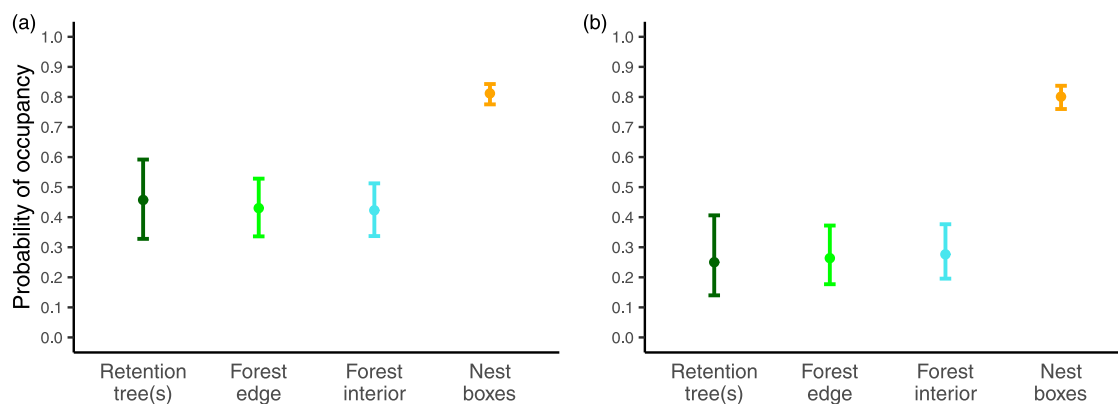 (a)
Probability of occupancy
1.0
0.9
0.8
0.7
0.6
0.5
0.4
0.3
0.2
0.1
0.0
Retention
tree(s)
Forest
edge
Forest
interior
Nest
boxes
(b)
1.0
0.9
0.8
0.7
0.6
0.5
0.4
0.3
0.2
0.1
0.0
Retention
tree(s)
Forest
edge
Forest
interior
Nest
boxes